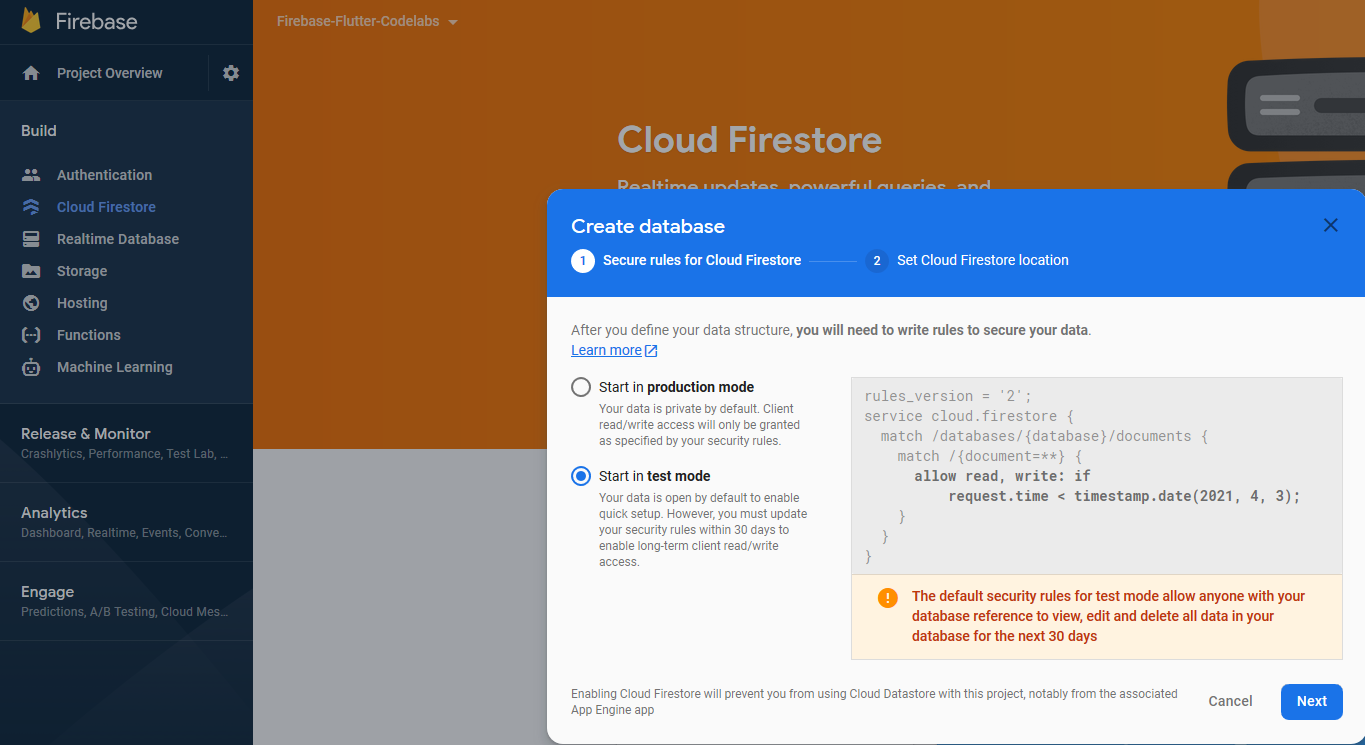 Firebase
Project Overview
Build
Authentication
Cloud Firestore
Realtime Database
Storage
Hosting
Functions
Machine Learning
Release & Monitor
Crashlytics, Performance, Test Lab, ...
Analytics
Dashboard, Realtime, Events, Conve...
Engage
Predictions, A/B Testing, Cloud Mes...
Firebase-Flutter-Codelabs
Cloud Firestore
Realtime updates, powerful queries, and
Create database
1 Secure rules for Cloud Firestore 2 Set Cloud Firestore location
After you define your data structure, you will need to write rules to secure your data.
Learn more
Start in production mode
Your data is private by default. Client
read/write access will only be granted
as specified by your security rules.
Start in test mode
Your data is open by default to enable
quick setup. However, you must update
your security rules within 30 days to
enable long-term client read/write
access.
rules_version = '2';
service cloud.firestore {
  match /databases/{database}/documents {
    match /{document=**} {
      allow read, write: if
          request.time < timestamp.date(2021, 4, 3);
    }
  }
}
! The default security rules for test mode allow anyone with your
database reference to view, edit and delete all data in your
database for the next 30 days
Enabling Cloud Firestore will prevent you from using Cloud Datastore with this project, notably from the associated
App Engine app
Cancel
Next